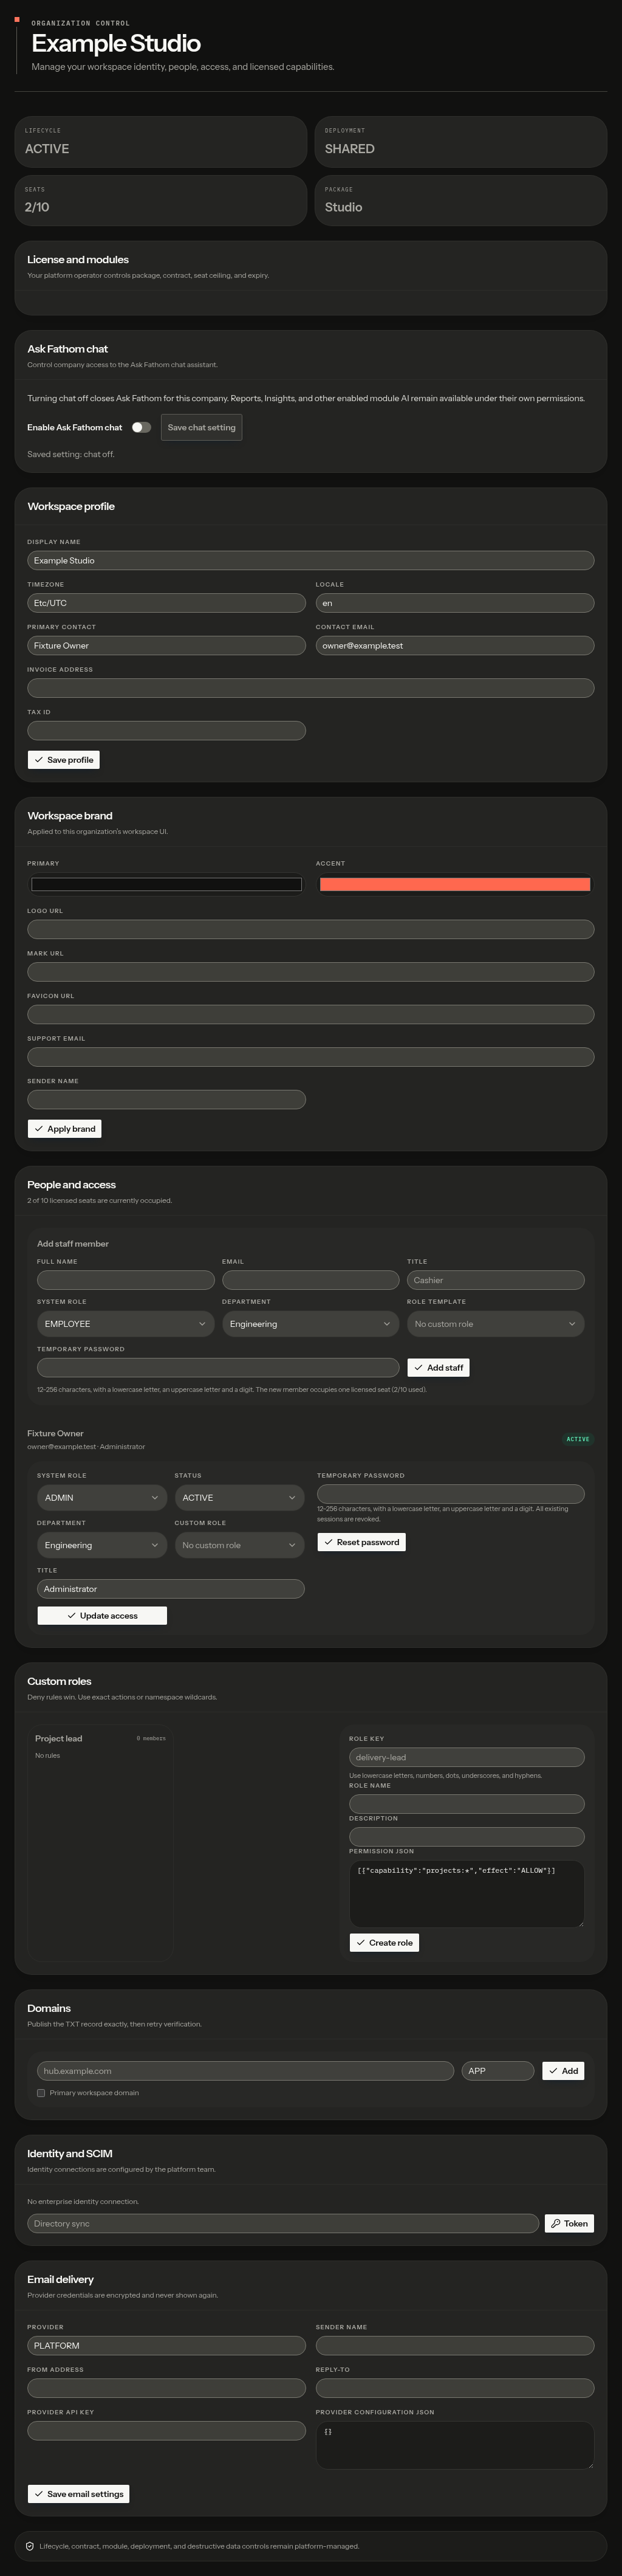 ORGANIZATION CONTROL
Example Studio
Manage your workspace identity, people, access, and licensed capabilities.
LIFECYCLE
ACTIVE
DEPLOYMENT
SHARED
SEATS
2/10
PACKAGE
Studio
License and modules
Your platform operator controls package, contract, seat ceiling, and expiry.
Ask Fathom chat
Control company access to the Ask Fathom chat assistant.
Turning chat off closes Ask Fathom for this company. Reports, Insights, and other enabled module AI remain available under their own permissions.
Enable Ask Fathom chat
Save chat setting
Saved setting: chat off.
Workspace profile
DISPLAY NAME
Example Studio
TIMEZONE
LOCALE
Etc/UTC
en
PRIMARY CONTACT
CONTACT EMAIL
Fixture Owner
owner@example.test
INVOICE ADDRESS
TAX ID
Save profile
Workspace brand
Applied to this organization's workspace UI.
PRIMARY
ACCENT
LOGO URL
MARK URL
FAVICON URL
SUPPORT EMAIL
SENDER NAME
Apply brand
People and access
2 of 10 licensed seats are currently occupied.
Add staff member
FULL NAME
EMAIL
TITLE
Cashier
SYSTEM ROLE
DEPARTMENT
ROLE TEMPLATE
EMPLOYEE
Engineering
No custom role
TEMPORARY PASSWORD
Add staff
12-256 characters, with a lowercase letter, an uppercase letter and a digit. The new member occupies one licensed seat (2/10 used).
Fixture Owner
owner@example.test · Administrator
ACTIVE
SYSTEM ROLE
STATUS
ADMIN
ACTIVE
DEPARTMENT
CUSTOM ROLE
Engineering
No custom role
TITLE
Administrator
Update access
TEMPORARY PASSWORD
12-256 characters, with a lowercase letter, an uppercase letter and a digit. All existing
sessions are revoked.
Reset password
Custom roles
Deny rules win. Use exact actions or namespace wildcards.
Project lead
0 members
No rules
ROLE KEY
delivery-lead
Use lowercase letters, numbers, dots, underscores, and hyphens.
ROLE NAME
DESCRIPTION
PERMISSION JSON
[{"capability":"projects:*","effect":"ALLOW"}]
Create role
Domains
Publish the TXT record exactly, then retry verification.
hub.example.com
APP
Add
Primary workspace domain
Identity and SCIM
Identity connections are configured by the platform team.
No enterprise identity connection.
Directory sync
Token
Email delivery
Provider credentials are encrypted and never shown again.
PROVIDER
SENDER NAME
PLATFORM
FROM ADDRESS
REPLY-TO
PROVIDER API KEY
PROVIDER CONFIGURATION JSON
{}
Save email settings
Lifecycle, contract, module, deployment, and destructive data controls remain platform-managed.